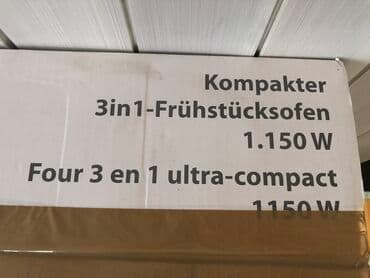 Kompakter
3in1-Frühstücksofen
1.150 W
Four 3 en 1 ultra-compact
1150 W